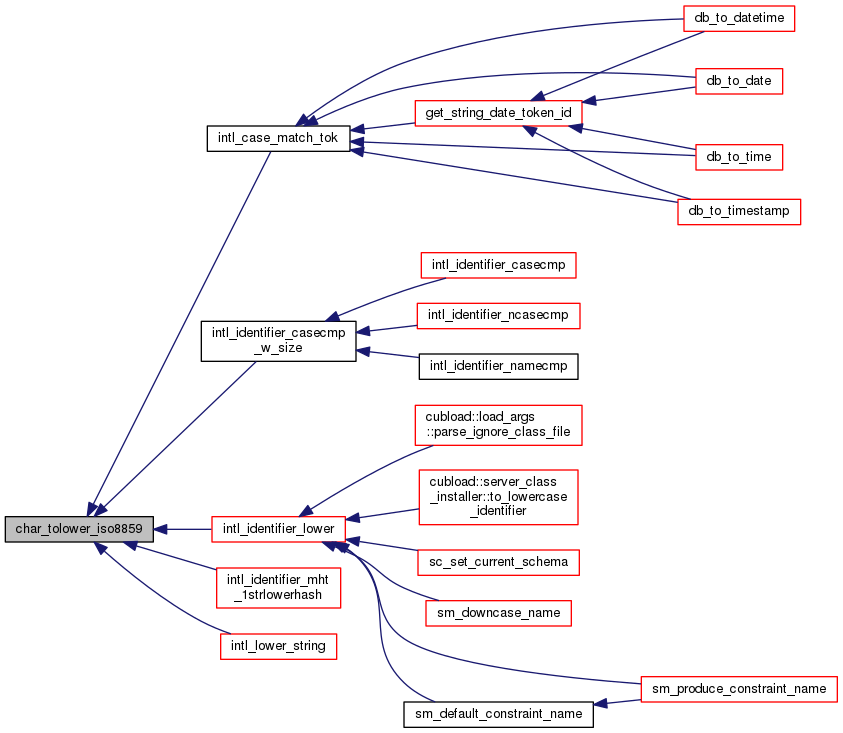 db_to_datetime
db_to_date
get_string_date_token_id
intl_case_match_tok
db_to_time
db_to_timestamp
intl_identifier_casecmp
intl_identifier_ncasecmp
intl_identifier_casecmp
_w_size
intl_identifier_namecmp
cubload::load_args
::parse_ignore_class_file
cubload::server_class
_installer::to_lowercase
_identifier
char_tolower_iso8859
intl_identifier_lower
sc_set_current_schema
intl_identifier_mht
_1strlowerhash
sm_downcase_name
intl_lower_string
sm_produce_constraint_name
sm_default_constraint_name